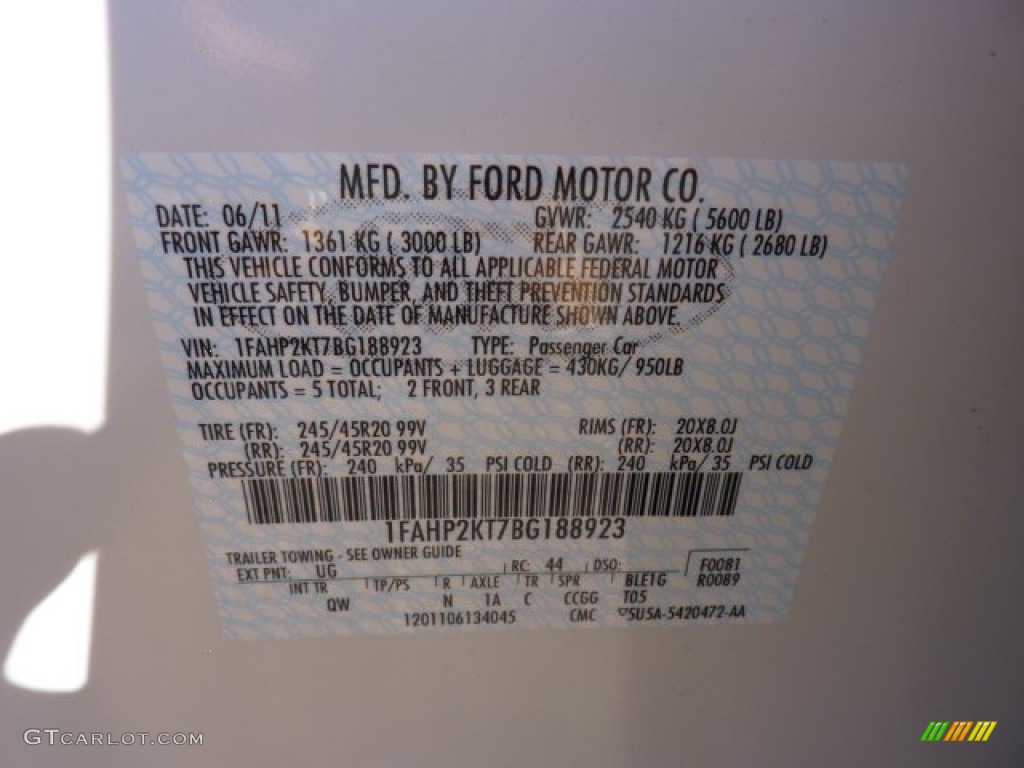 MFD. BY FORD MOTOR CO.
DATE: 06/11 GVWR: 2540 KG ( 5600 LB)
FRONT GAWR: 1361 KG ( 3000 LB) REAR GAWR: 1216 KG ( 2680 LB)
THIS VEHICLE CONFORMS TO ALL APPLICABLE FEDERAL MOTOR
VEHICLE SAFETY, BUMPER, AND THEFT PREVENTION STANDARDS
IN EFFECT ON THE DATE OF MANUFACTURE SHOWN ABOVE.
VIN: 1FAHP2KT7BG188923 TYPE: Passenger Car
MAXIMUM LOAD = OCCUPANTS + LUGGAGE = 430KG/ 950LB
OCCUPANTS = 5 TOTAL; 2 FRONT, 3 REAR
TIRE (FR): 245/45R20 99V RIMS (FR): 20X8.0J
(RR): 245/45R20 99V (RR): 20X8.0J
PRESSURE (FR): 240 kPa/ 35 PSI COLD (RR): 240 kPa/ 35 PSI COLD
1FAHP2KT7BG188923
TRAILER TOWING - SEE OWNER GUIDE
EXT PNT: UG RC: 44 DSO: F0081
INT TR TP/PS R AXLE TR SPR BLE1G R0089
QW N 1A C CCGG T05
1201106134045 CMC ▽5U5A-5420472-AA
GTCARLOT.COM